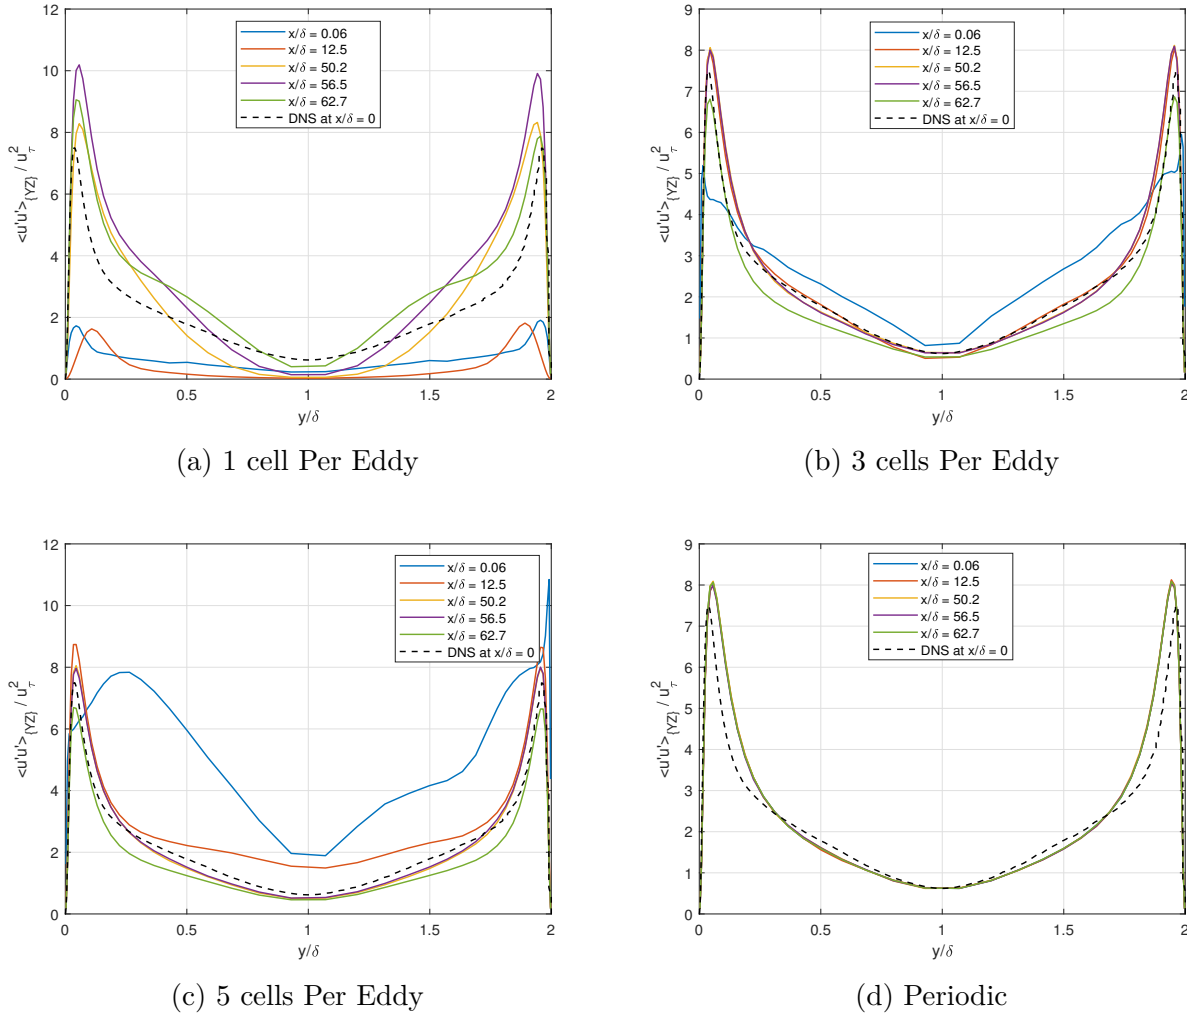 12
10
8
6
4
2
0
<u'u'>{YZ} / u²τ
x/δ = 0.06
x/δ = 12.5
x/δ = 50.2
x/δ = 56.5
x/δ = 62.7
DNS at x/δ = 0
0 0.5 1 1.5 2
y/δ
(a) 1 cell Per Eddy
9
8
7
6
5
4
3
2
1
0
<u'u'>{YZ} / u²τ
x/δ = 0.06
x/δ = 12.5
x/δ = 50.2
x/δ = 56.5
x/δ = 62.7
DNS at x/δ = 0
0 0.5 1 1.5 2
y/δ
(b) 3 cells Per Eddy
12
10
8
6
4
2
0
<u'u'>{YZ} / u²τ
x/δ = 0.06
x/δ = 12.5
x/δ = 50.2
x/δ = 56.5
x/δ = 62.7
DNS at x/δ = 0
0 0.5 1 1.5 2
y/δ
(c) 5 cells Per Eddy
9
8
7
6
5
4
3
2
1
0
<u'u'>{YZ} / u²τ
x/δ = 0.06
x/δ = 12.5
x/δ = 50.2
x/δ = 56.5
x/δ = 62.7
DNS at x/δ = 0
0 0.5 1 1.5 2
y/δ
(d) Periodic